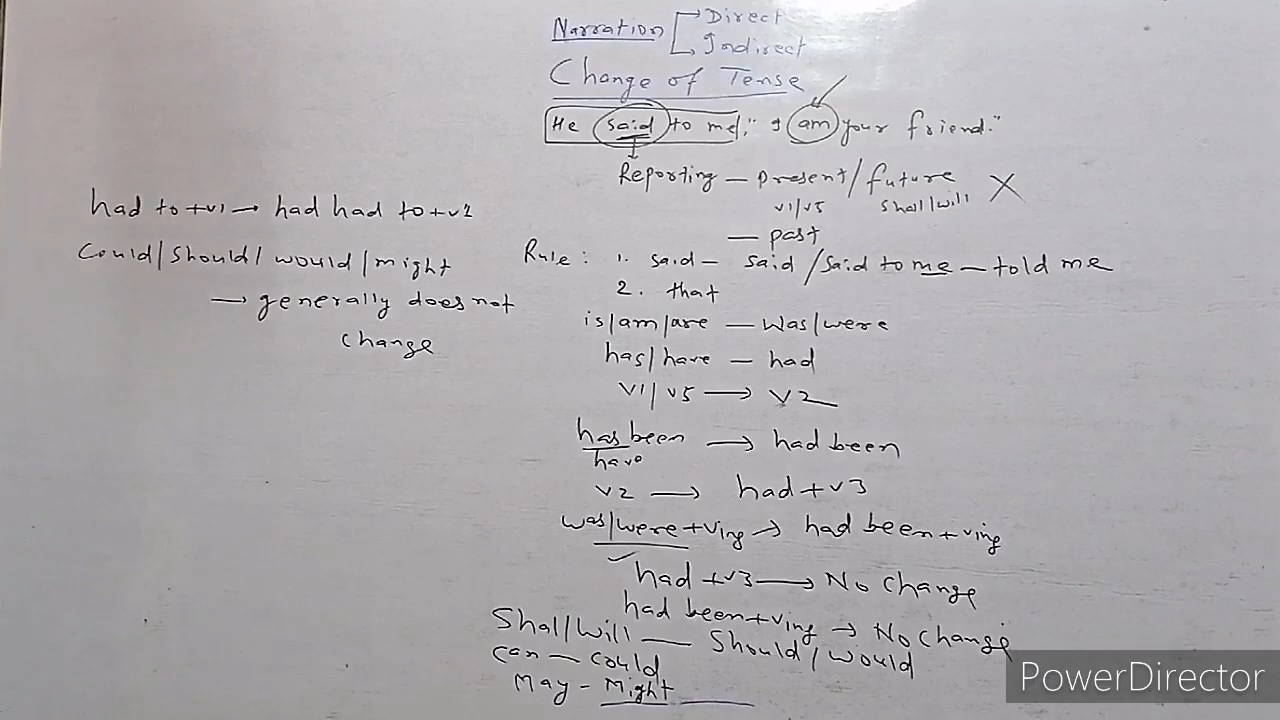 Narration Direct
Indirect
Change of Tense
He said to me, " I am your friend."
Reporting — Present/future X
v1/v5 shall/will
— past
Rule: 1. said — said/said to me — told me
2. that
is/am/are — was/were
has/have — had
V1/V5 → V2
has been → had been
have
V2 → had+v3
was/were+ving → had been+ving
✓ had+v3 → No Change
had been+ving → No Change
Shall/Will — Should/would
can — could
May — Might
had to+v1 → had had to+v2
Could/should/would/might
→ generally does not
change
PowerDirector